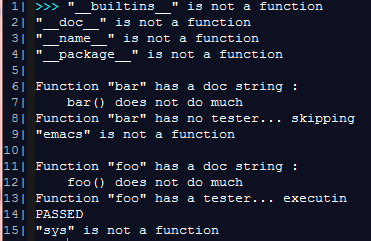 1| >>> "__builtins__" is not a function
2| "__doc__" is not a function
3| "__name__" is not a function
4| "__package__" is not a function
5|
6| Function "bar" has a doc string :
7|     bar() does not do much
8| Function "bar" has no tester... skipping
9| "emacs" is not a function
10|
11| Function "foo" has a doc string :
12|     foo() does not do much
13| Function "foo" has a tester... executin
14| PASSED
15| "sys" is not a function